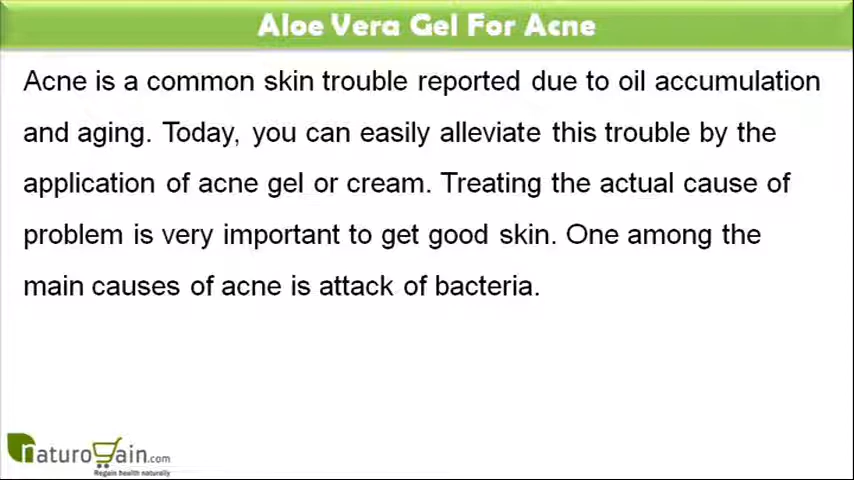 Aloe Vera Gel For Acne
Acne is a common skin trouble reported due to oil accumulation
and aging. Today, you can easily alleviate this trouble by the
application of acne gel or cream. Treating the actual cause of
problem is very important to get good skin. One among the
main causes of acne is attack of bacteria.
naturogain.com
Regain health naturally